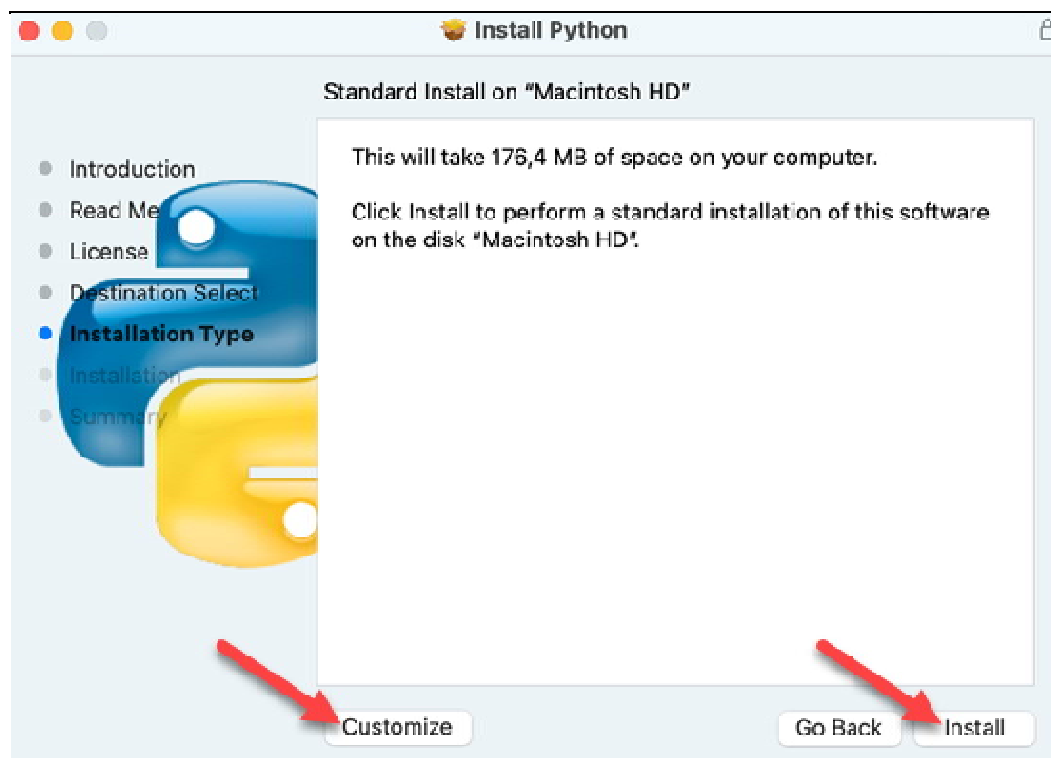 Install Python
Standard Install on "Macintosh HD"
Introduction
Read Me
License
Destination Select
Installation Type
Installation
Summary
This will take 176,4 MB of space on your computer.
Click Install to perform a standard installation of this software
on the disk "Macintosh HD".
Customize
Go Back
Install